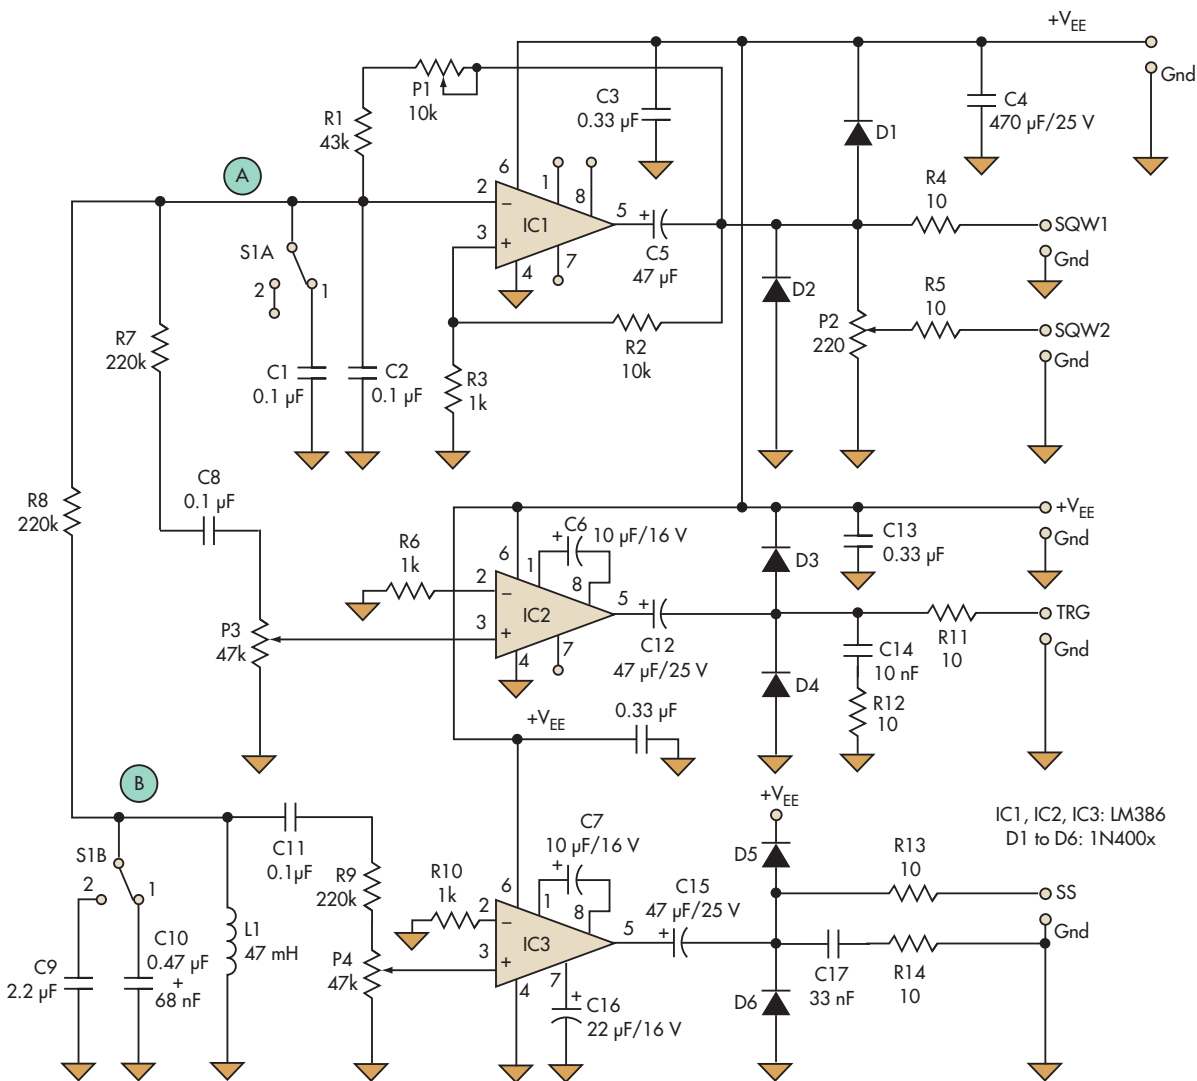 +VEE
Gnd
P1
10k
C3
0.33 µF
C4
470 µF/25 V
R1
43k
D1
A
6
2
1
8
R4
10
−
IC1
5
+
SQW1
3
+
C5
47 µF
7
4
Gnd
S1A
2
1
D2
R5
10
P2
220
SQW2
R7
220k
R2
10k
Gnd
C1
0.1 µF
C2
0.1 µF
R3
1k
C8
0.1 µF
R8
220k
+VEE
C6
+
10 µF/16 V
C13
0.33 µF
Gnd
R6
1k
6
1
D3
2
8
−
IC2
5
+
TRG
3
+
P3
47k
C12
47 µF/25 V
7
4
R11
10
Gnd
C14
10 nF
D4
R12
10
0.33 µF
+VEE
B
+VEE
IC1, IC2, IC3: LM386
D1 to D6: 1N400x
C7
10 µF/16 V
+
C11
0.1µF
S1B
2
1
D5
R13
10
R9
220k
R10
1k
6
1
C15
47 µF/25 V
SS
2
8
−
IC3
5
+
Gnd
3
+
L1
47 mH
C10
0.47 µF
+
68 nF
P4
47k
C9
2.2 µF
7
4
+
C16
22 µF/16 V
C17
33 nF
R14
10
D6